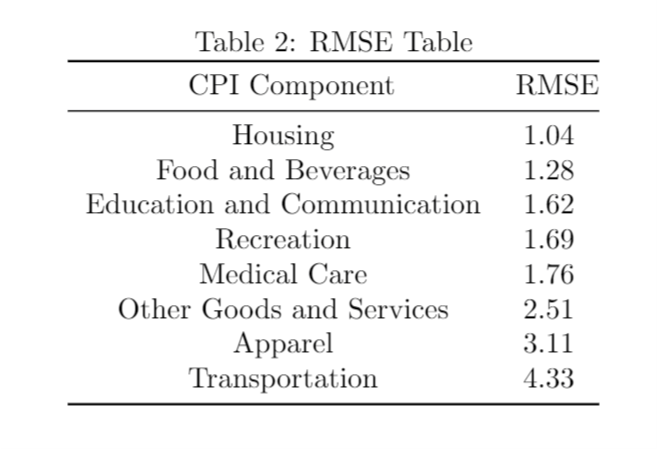 Table 2: RMSE Table
CPI Component RMSE
Housing 1.04
Food and Beverages 1.28
Education and Communication 1.62
Recreation 1.69
Medical Care 1.76
Other Goods and Services 2.51
Apparel 3.11
Transportation 4.33